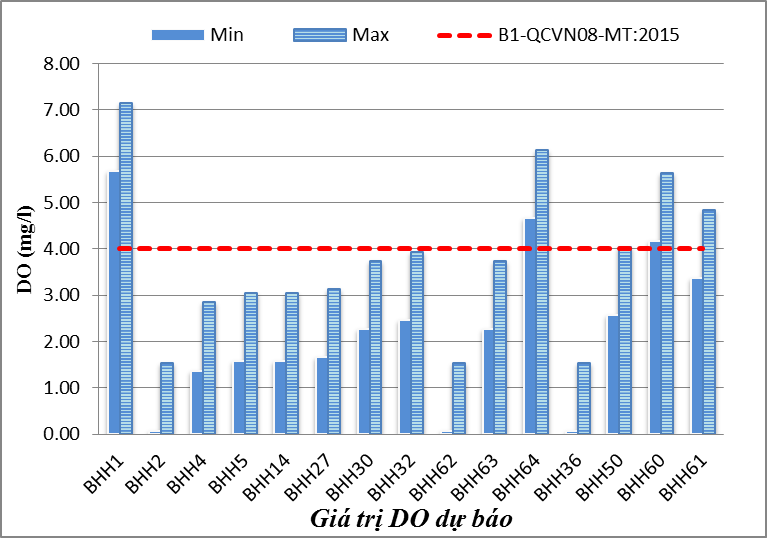 Min Max B1-QCVN08-MT:2015
8.00
7.00
6.00
5.00
4.00
3.00
2.00
1.00
0.00
DO (mg/l)
BHH1 BHH2 BHH4 BHH5 BHH14 BHH27 BHH30 BHH32 BHH62 BHH63 BHH64 BHH36 BHH50 BHH60 BHH61
Giá trị DO dự báo